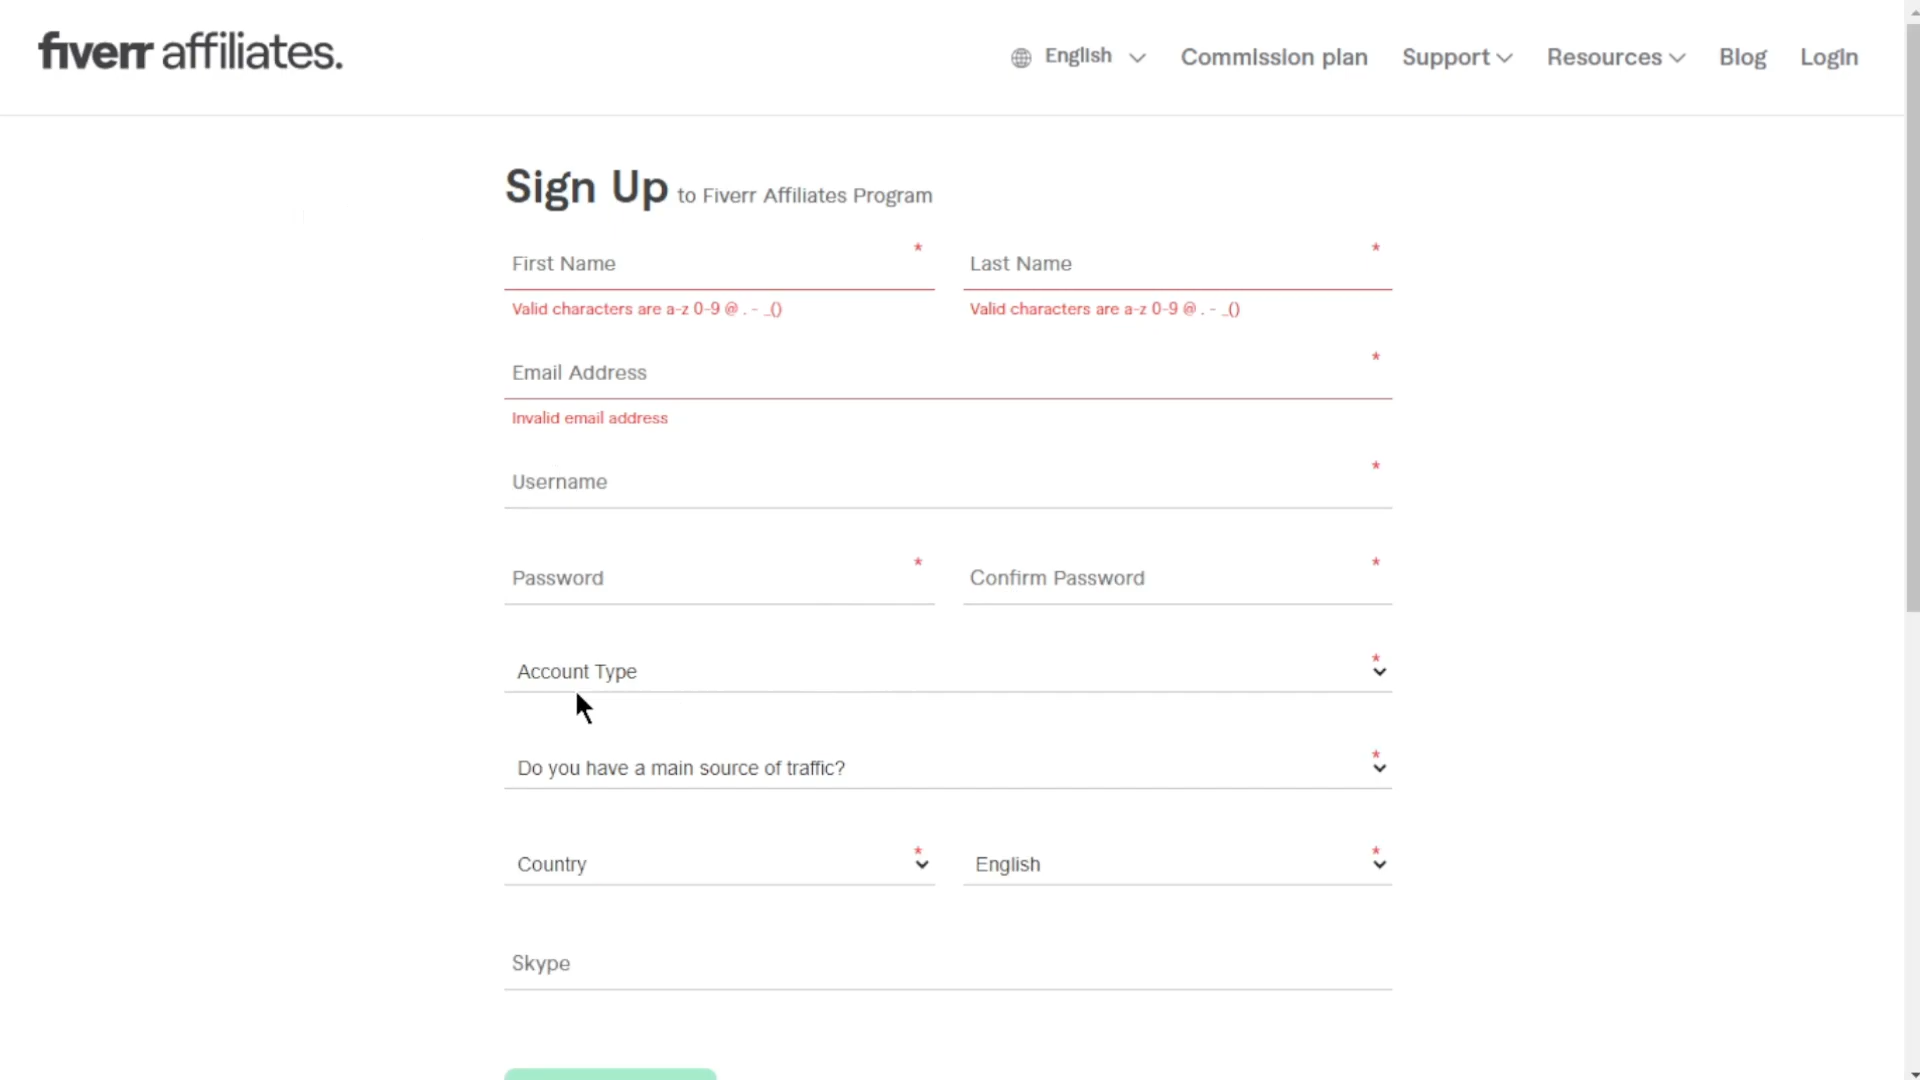 fiverr affiliates.
English
Commission plan
Support
Resources
Blog
Login
Sign Up to Fiverr Affiliates Program
First Name *
Last Name *
Valid characters are a-z 0-9 @ . - _()
Valid characters are a-z 0-9 @ . - _()
Email Address *
Invalid email address
Username *
Password *
Confirm Password *
Account Type *
Do you have a main source of traffic? *
Country *
English *
Skype